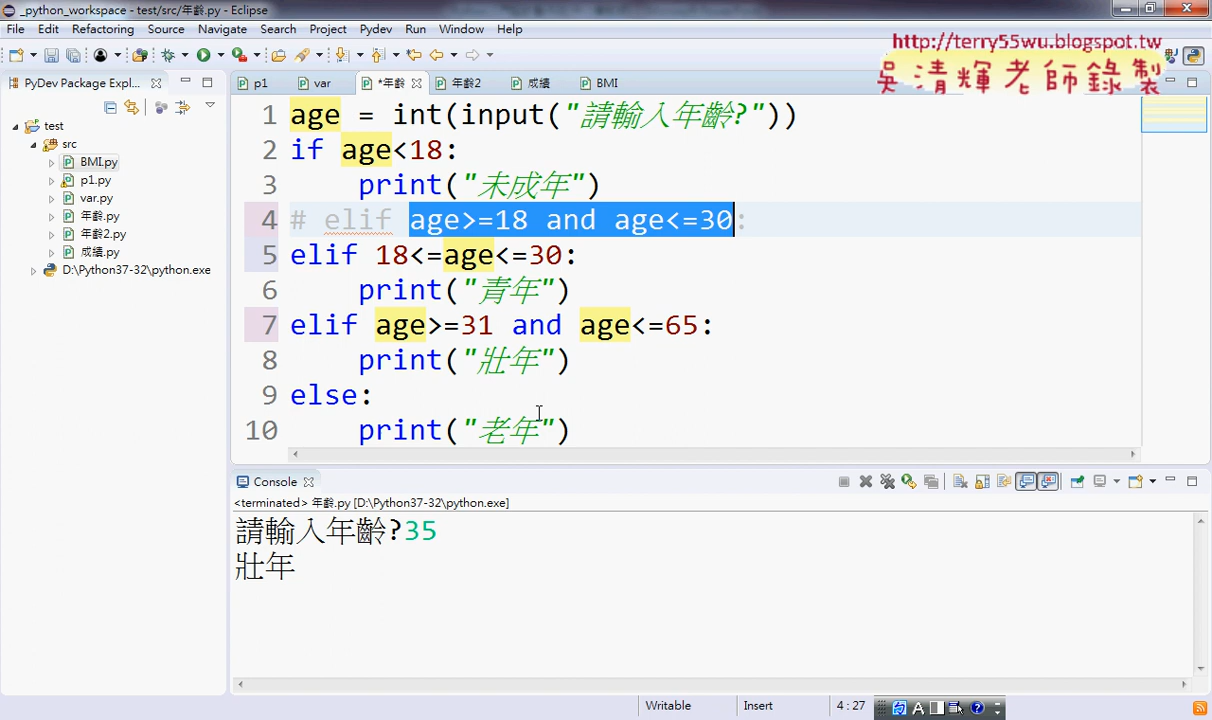 _python_workspace - test/src/年齡.py - Eclipse
File Edit Refactoring Source Navigate Search Project Pydev Run Window Help
http://terry55wu.blogspot.tw
吳清輝老師錄製
PyDev Package Expl...
p1 var *年齡 年齡2 成績 BMI
test
src
BMI.py
p1.py
var.py
年齡.py
年齡2.py
成績.py
D:\Python37-32\python.exe
1 age = int(input("請輸入年齡?"))
2 if age<18:
3 print("未成年")
4 # elif age>=18 and age<=30:
5 elif 18<=age<=30:
6 print("青年")
7 elif age>=31 and age<=65:
8 print("壯年")
9 else:
10 print("老年")
Console
<terminated> 年齡.py [D:\Python37-32\python.exe]
請輸入年齡?35
壯年
Writable Insert 4:27